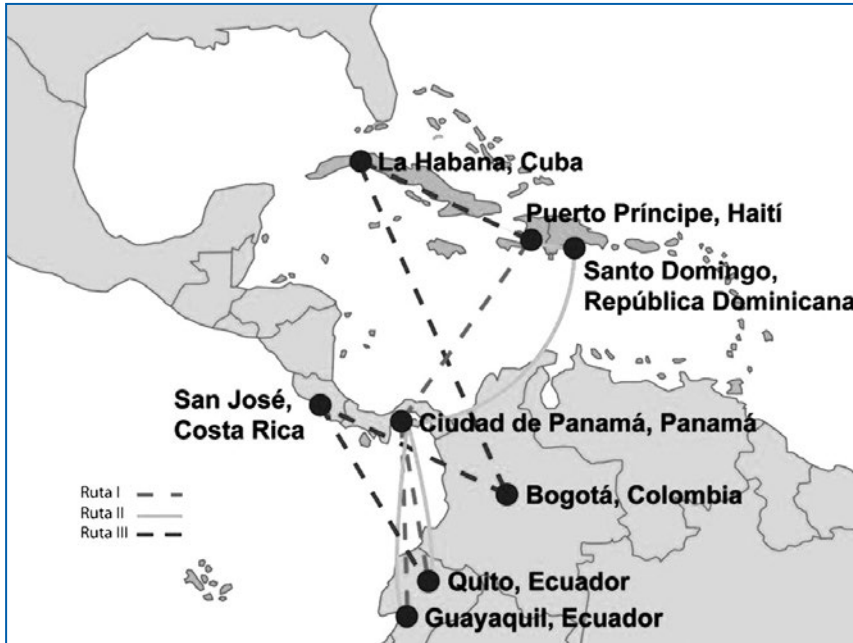 La Habana, Cuba
Puerto Príncipe, Haití
Santo Domingo,
República Dominicana
San José,
Costa Rica
Ciudad de Panamá, Panamá
Ruta I
Ruta II
Ruta III
Bogotá, Colombia
Quito, Ecuador
Guayaquil, Ecuador